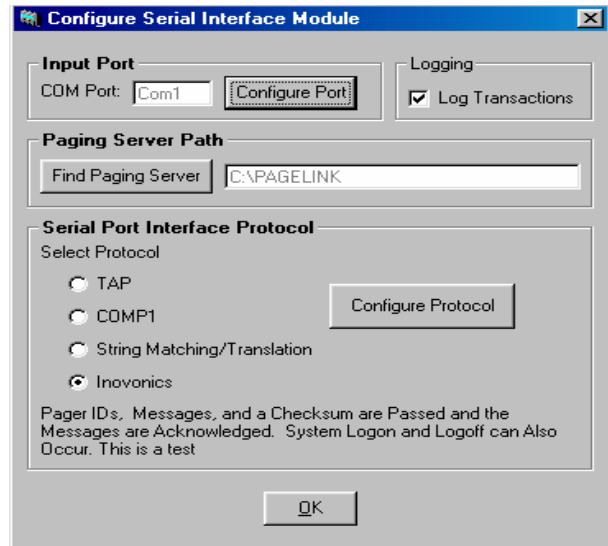 Configure Serial Interface Module
Input Port
COM Port: Com1 Configure Port
Logging
Log Transactions
Paging Server Path
Find Paging Server C:\PAGELINK
Serial Port Interface Protocol
Select Protocol
TAP
COMP1
String Matching/Translation
Inovonics
Configure Protocol
Pager IDs, Messages, and a Checksum are Passed and the
Messages are Acknowledged. System Logon and Logoff can Also
Occur. This is a test
OK